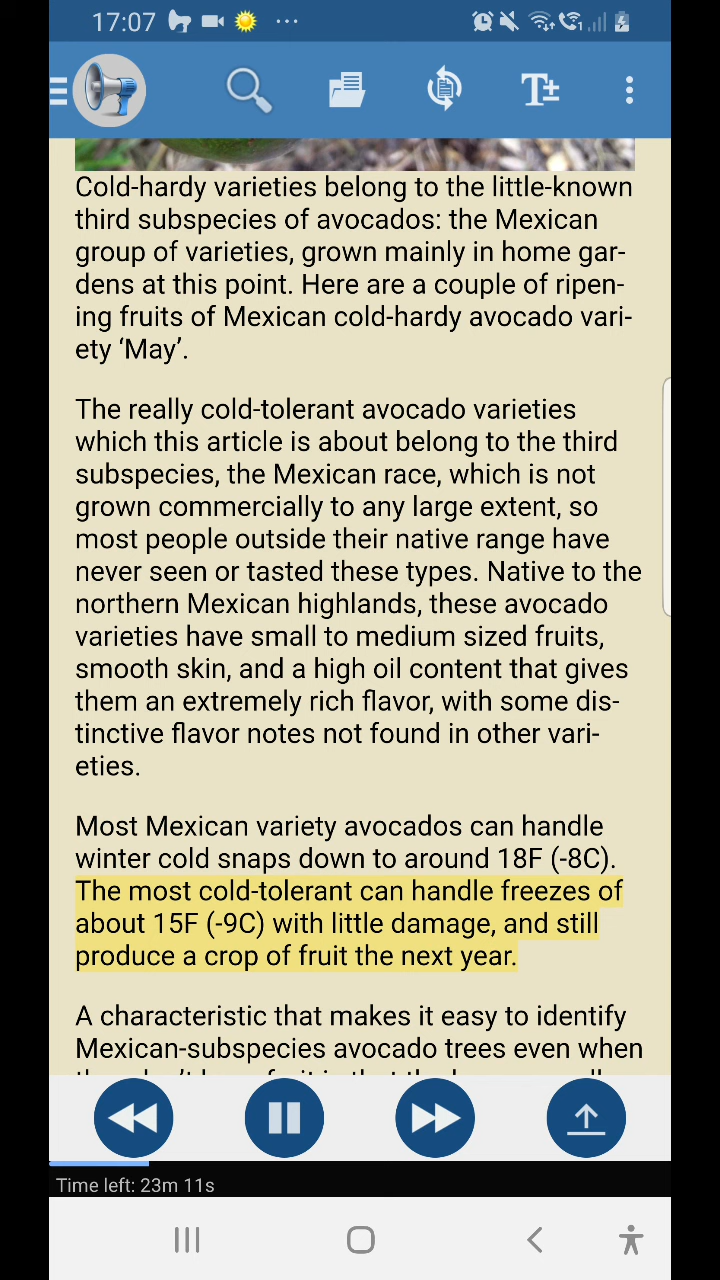 17:07
T±
Cold-hardy varieties belong to the little-known
third subspecies of avocados: the Mexican
group of varieties, grown mainly in home gar-
dens at this point. Here are a couple of ripen-
ing fruits of Mexican cold-hardy avocado vari-
ety ‘May’.
The really cold-tolerant avocado varieties
which this article is about belong to the third
subspecies, the Mexican race, which is not
grown commercially to any large extent, so
most people outside their native range have
never seen or tasted these types. Native to the
northern Mexican highlands, these avocado
varieties have small to medium sized fruits,
smooth skin, and a high oil content that gives
them an extremely rich flavor, with some dis-
tinctive flavor notes not found in other vari-
eties.
Most Mexican variety avocados can handle
winter cold snaps down to around 18F (-8C).
The most cold-tolerant can handle freezes of
about 15F (-9C) with little damage, and still
produce a crop of fruit the next year.
A characteristic that makes it easy to identify
Mexican-subspecies avocado trees even when
Time left: 23m 11s